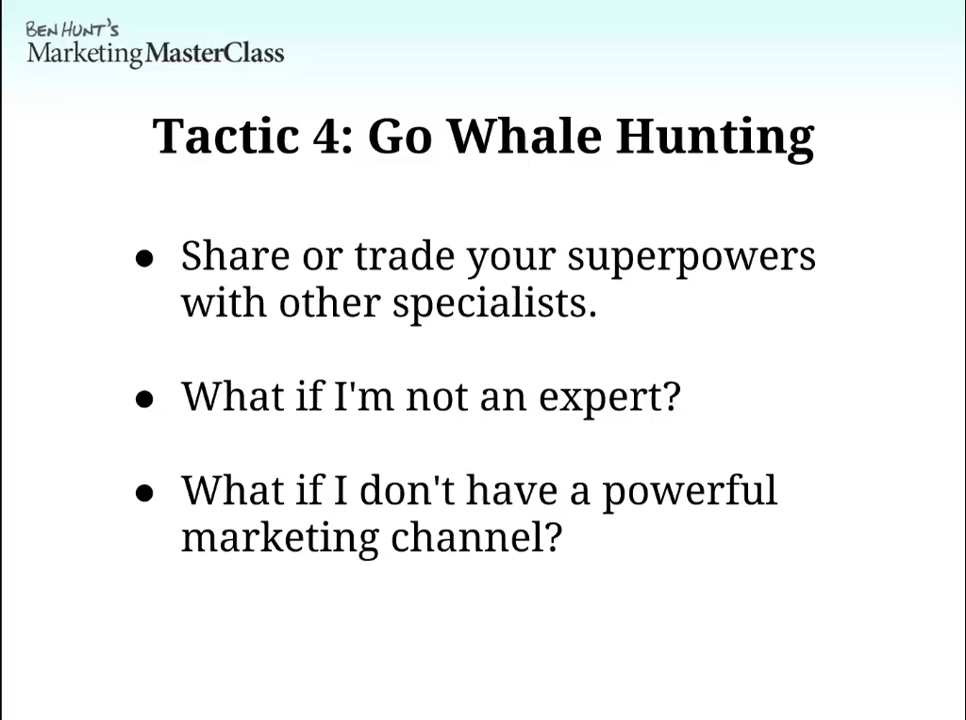 BEN HUNT'S
Marketing MasterClass
Tactic 4: Go Whale Hunting
● Share or trade your superpowers
with other specialists.
● What if I'm not an expert?
● What if I don't have a powerful
marketing channel?